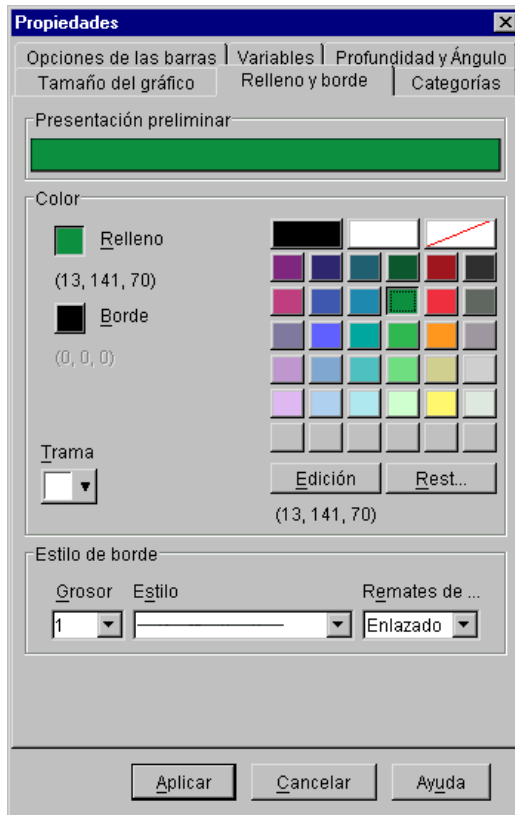 Propiedades
Opciones de las barras Variables Profundidad y Ángulo
Tamaño del gráfico Relleno y borde Categorías
Presentación preliminar
Color
Relleno
(13, 141, 70)
Borde
(0, 0, 0)
Trama
Edición Rest...
(13, 141, 70)
Estilo de borde
Grosor Estilo Remates de ...
1 Enlazado
Aplicar Cancelar Ayuda